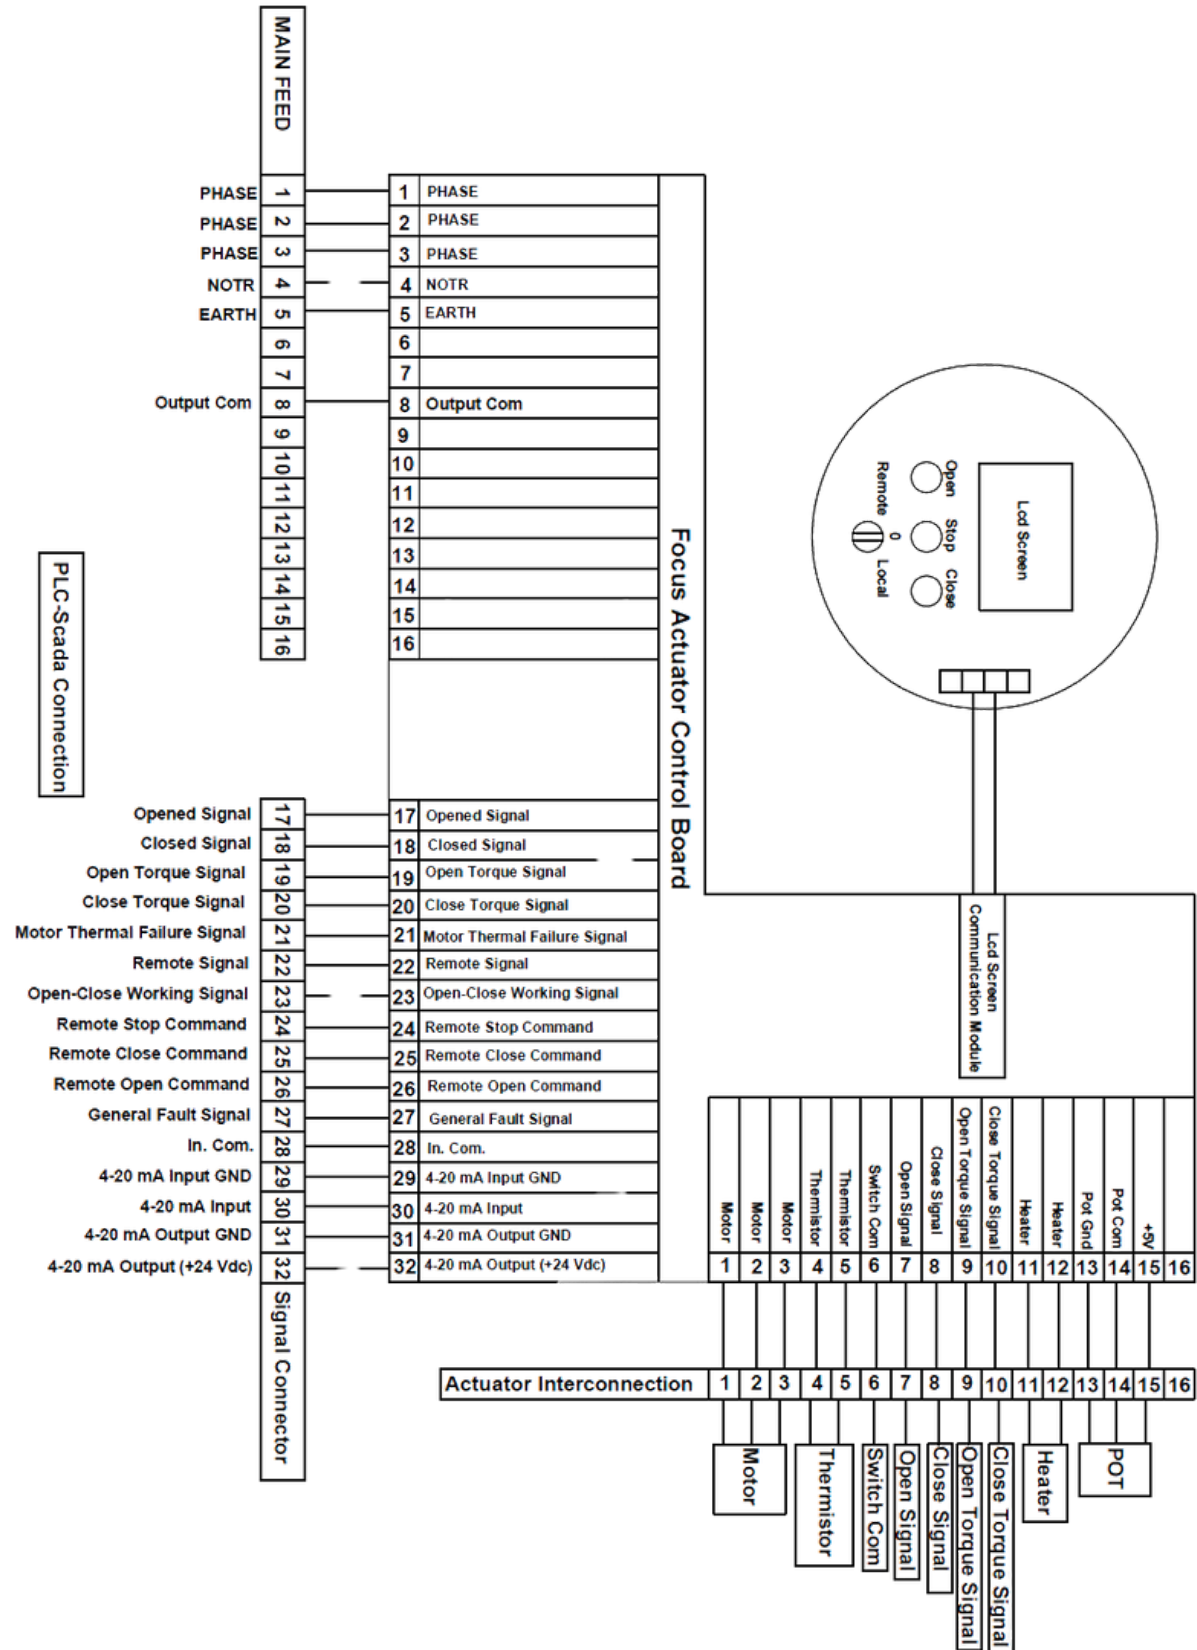 MAIN FEED
PHASE 1 1 PHASE
PHASE 2 2 PHASE
PHASE 3 3 PHASE
NOTR 4 4 NOTR
EARTH 5 5 EARTH
6 6
7 7
Output Com 8 8 Output Com
9 9
10 10
11 11
12 12
13 13
14 14
15 15
16 16
PLC-Scada Connection
Opened Signal 17 17 Opened Signal
Closed Signal 18 18 Closed Signal
Open Torque Signal 19 19 Open Torque Signal
Close Torque Signal 20 20 Close Torque Signal
Motor Thermal Failure Signal 21 21 Motor Thermal Failure Signal
Remote Signal 22 22 Remote Signal
Open-Close Working Signal 23 23 Open-Close Working Signal
Remote Stop Command 24 24 Remote Stop Command
Remote Close Command 25 25 Remote Close Command
Remote Open Command 26 26 Remote Open Command
General Fault Signal 27 27 General Fault Signal
In. Com. 28 28 In. Com.
4-20 mA Input GND 29 29 4-20 mA Input GND
4-20 mA Input 30 30 4-20 mA Input
4-20 mA Output GND 31 31 4-20 mA Output GND
4-20 mA Output (+24 Vdc) 32 32 4-20 mA Output (+24 Vdc)
Signal Connector
Focus Actuator Control Board
Lcd Screen
Open Stop Close
Remote 0 Local
Lcd Screen
Communication Module
Motor
Motor
Motor
Thermistor
Thermistor
Switch Com
Open Signal
Close Signal
Open Torque Signal
Close Torque Signal
Heater
Heater
Pot Gnd
Pot Com
+5V
1 2 3 4 5 6 7 8 9 10 11 12 13 14 15 16
Actuator Interconnection 1 2 3 4 5 6 7 8 9 10 11 12 13 14 15 16
Motor
Thermistor
Switch Com
Open Signal
Close Signal
Open Torque Signal
Close Torque Signal
Heater
POT